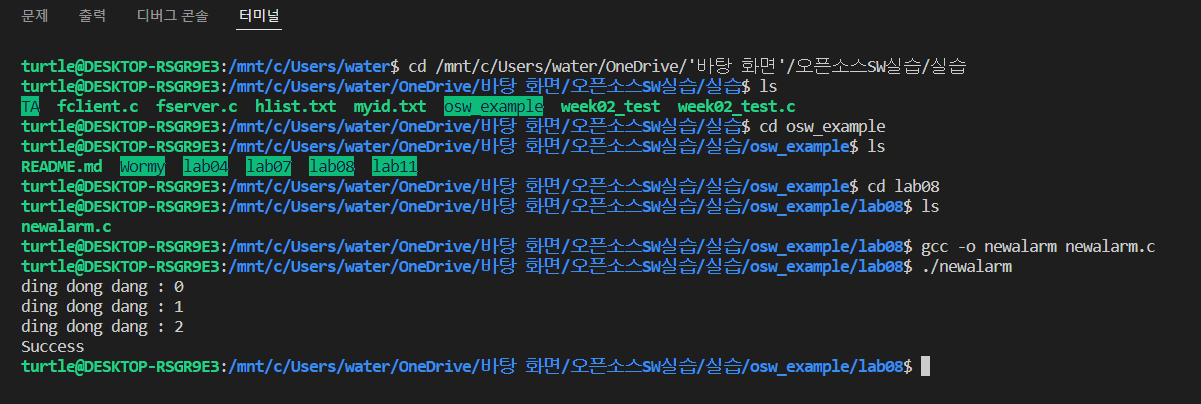 문제 출력 디버그 콘솔 터미널
turtle@DESKTOP-RSGR9E3:/mnt/c/Users/water$ cd /mnt/c/Users/water/OneDrive/'바탕 화면'/오픈소스SW실습/실습
turtle@DESKTOP-RSGR9E3:/mnt/c/Users/water/OneDrive/바탕 화면/오픈소스SW실습/실습$ ls
TA fclient.c fserver.c hlist.txt myid.txt osw_example week02_test week02_test.c
turtle@DESKTOP-RSGR9E3:/mnt/c/Users/water/OneDrive/바탕 화면/오픈소스SW실습/실습$ cd osw_example
turtle@DESKTOP-RSGR9E3:/mnt/c/Users/water/OneDrive/바탕 화면/오픈소스SW실습/실습/osw_example$ ls
README.md Wormy lab04 lab07 lab08 lab11
turtle@DESKTOP-RSGR9E3:/mnt/c/Users/water/OneDrive/바탕 화면/오픈소스SW실습/실습/osw_example$ cd lab08
turtle@DESKTOP-RSGR9E3:/mnt/c/Users/water/OneDrive/바탕 화면/오픈소스SW실습/실습/osw_example/lab08$ ls
newalarm.c
turtle@DESKTOP-RSGR9E3:/mnt/c/Users/water/OneDrive/바탕 화면/오픈소스SW실습/실습/osw_example/lab08$ gcc -o newalarm newalarm.c
turtle@DESKTOP-RSGR9E3:/mnt/c/Users/water/OneDrive/바탕 화면/오픈소스SW실습/실습/osw_example/lab08$ ./newalarm
ding dong dang : 0
ding dong dang : 1
ding dong dang : 2
Success
turtle@DESKTOP-RSGR9E3:/mnt/c/Users/water/OneDrive/바탕 화면/오픈소스SW실습/실습/osw_example/lab08$